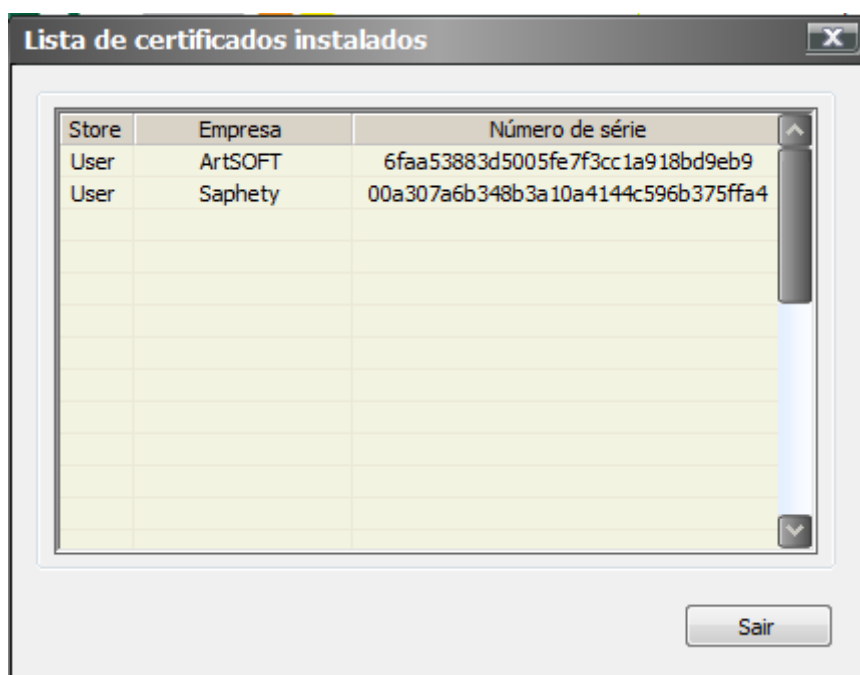 Lista de certificados instalados
Store Empresa Número de série
User ArtSOFT 6faa53883d5005fe7f3cc1a918bd9eb9
User Saphety 00a307a6b348b3a10a4144c596b375ffa4
Sair